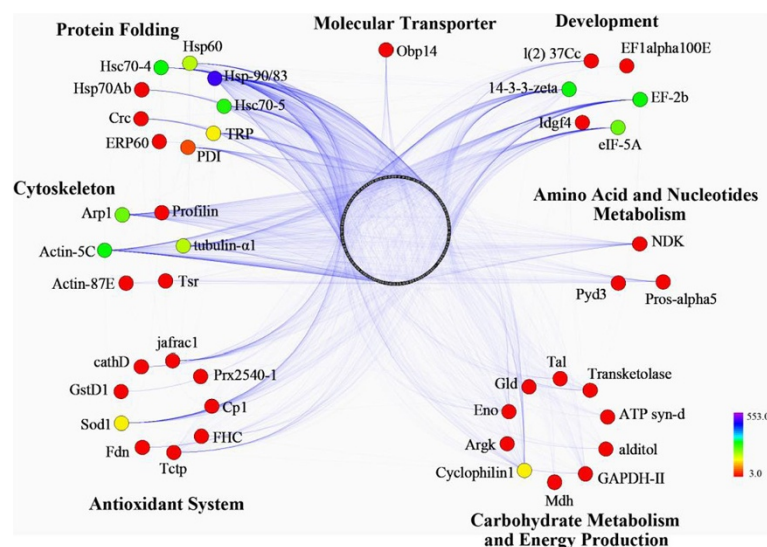 Protein Folding
Hsp60
Hsc70-4
Hsp-90/83
Hsp70Ab
Hsc70-5
Crc
TRP
ERP60
PDI
Molecular Transporter
Obp14
Development
l(2) 37Cc
EF1alpha100E
14-3-3-zeta
EF-2b
Idgf4
eIF-5A
Cytoskeleton
Arp1
Profilin
Actin-5C
tubulin-α1
Actin-87E
Tsr
Amino Acid and Nucleotides
Metabolism
NDK
Pyd3
Pros-alpha5
jafrac1
cathD
Prx2540-1
GstD1
Cp1
Sod1
FHC
Fdn
Tctp
Antioxidant System
Tal
Gld
Transketolase
Eno
ATP syn-d
Argk
alditol
Cyclophilin1
GAPDH-II
Mdh
Carbohydrate Metabolism
and Energy Production
553.0
3.0